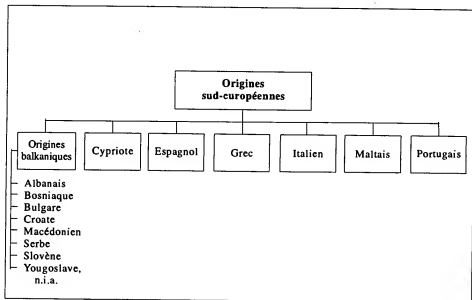 Origines
sud-européennes
Origines
balkaniques
Cypriote
Espagnol
Grec
Italien
Maltais
Portugais
Albanais
Bosniaque
Bulgare
Croate
Macédonien
Serbe
Slovène
Yougoslave,
n.i.a.